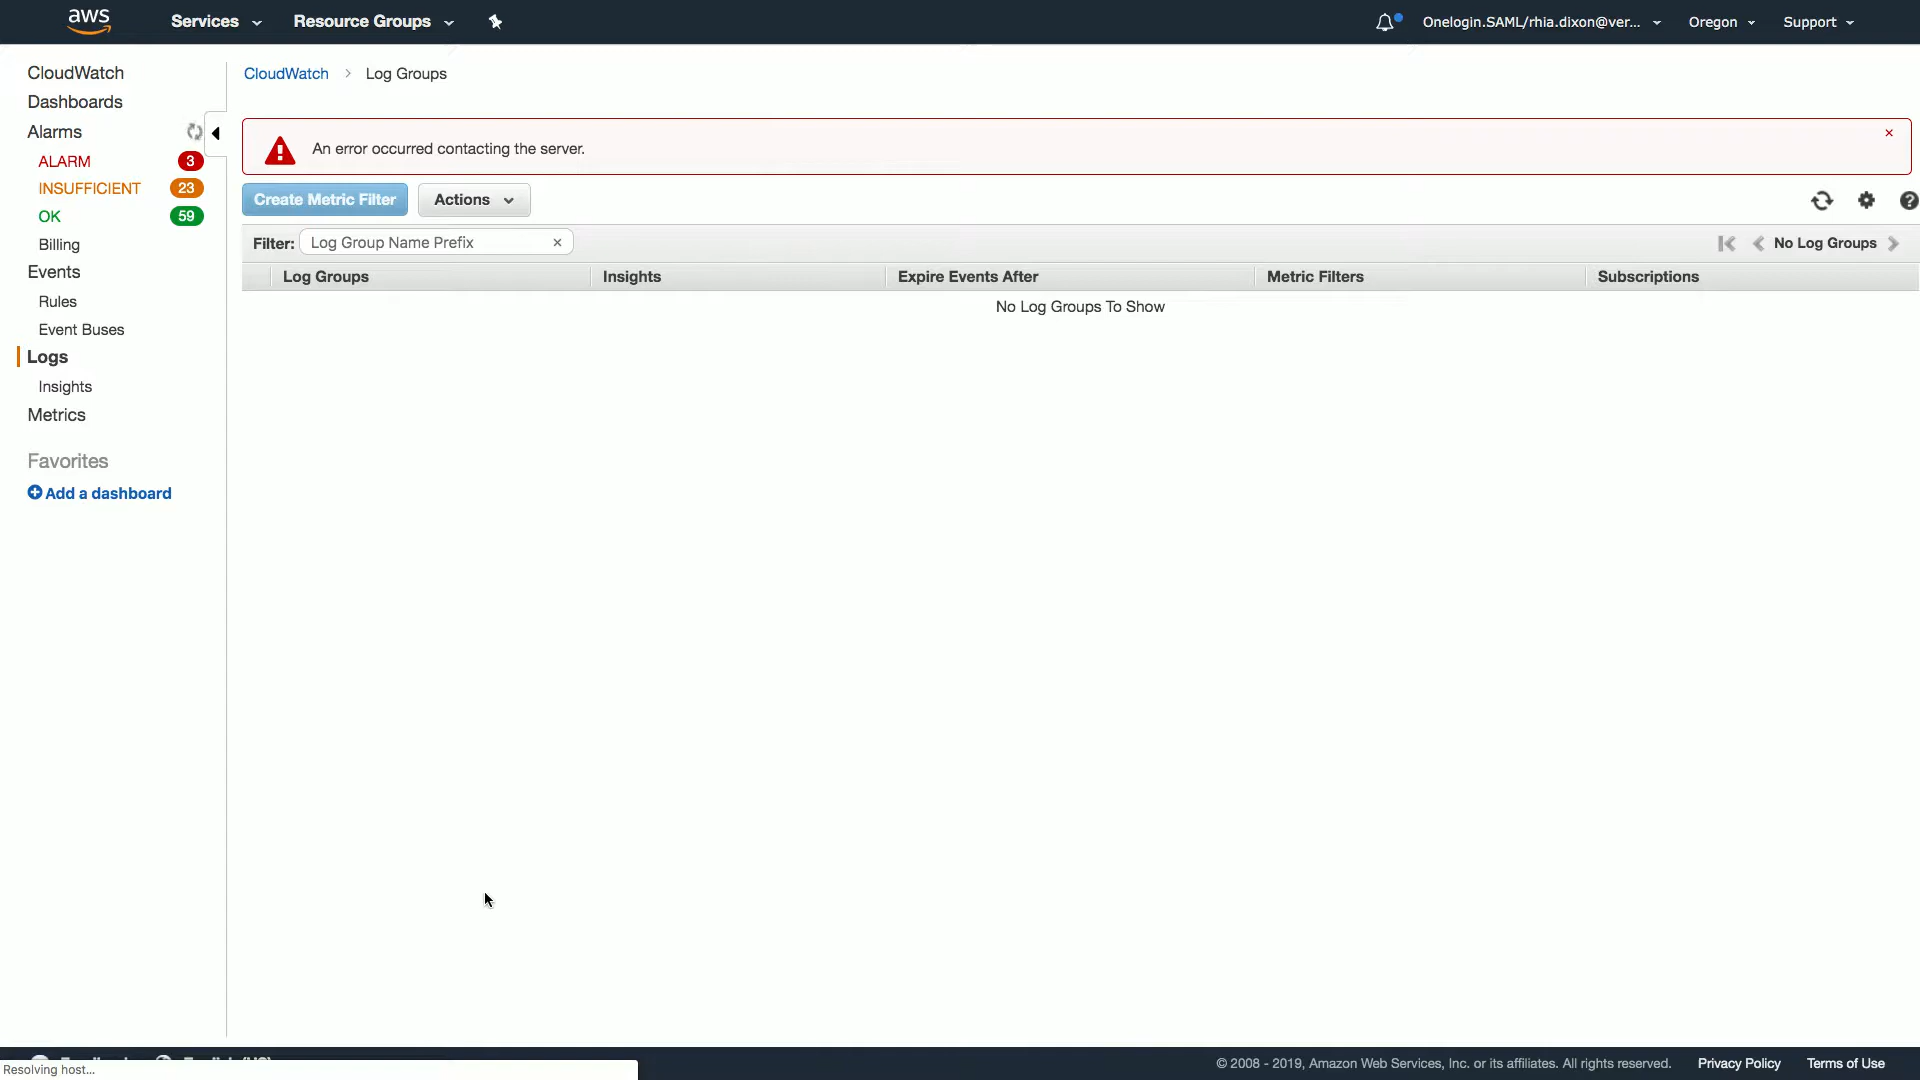 aws Services Resource Groups Onelogin.SAML/rhia.dixon@ver... Oregon Support
CloudWatch
Dashboards
Alarms
ALARM 3
INSUFFICIENT 23
OK 59
Billing
Events
Rules
Event Buses
Logs
Insights
Metrics
Favorites
Add a dashboard
CloudWatch > Log Groups
An error occurred contacting the server. ×
Create Metric Filter Actions
Filter: Log Group Name Prefix × No Log Groups
Log Groups Insights Expire Events After Metric Filters Subscriptions
No Log Groups To Show
Resolving host...
© 2008 - 2019, Amazon Web Services, Inc. or its affiliates. All rights reserved. Privacy Policy Terms of Use